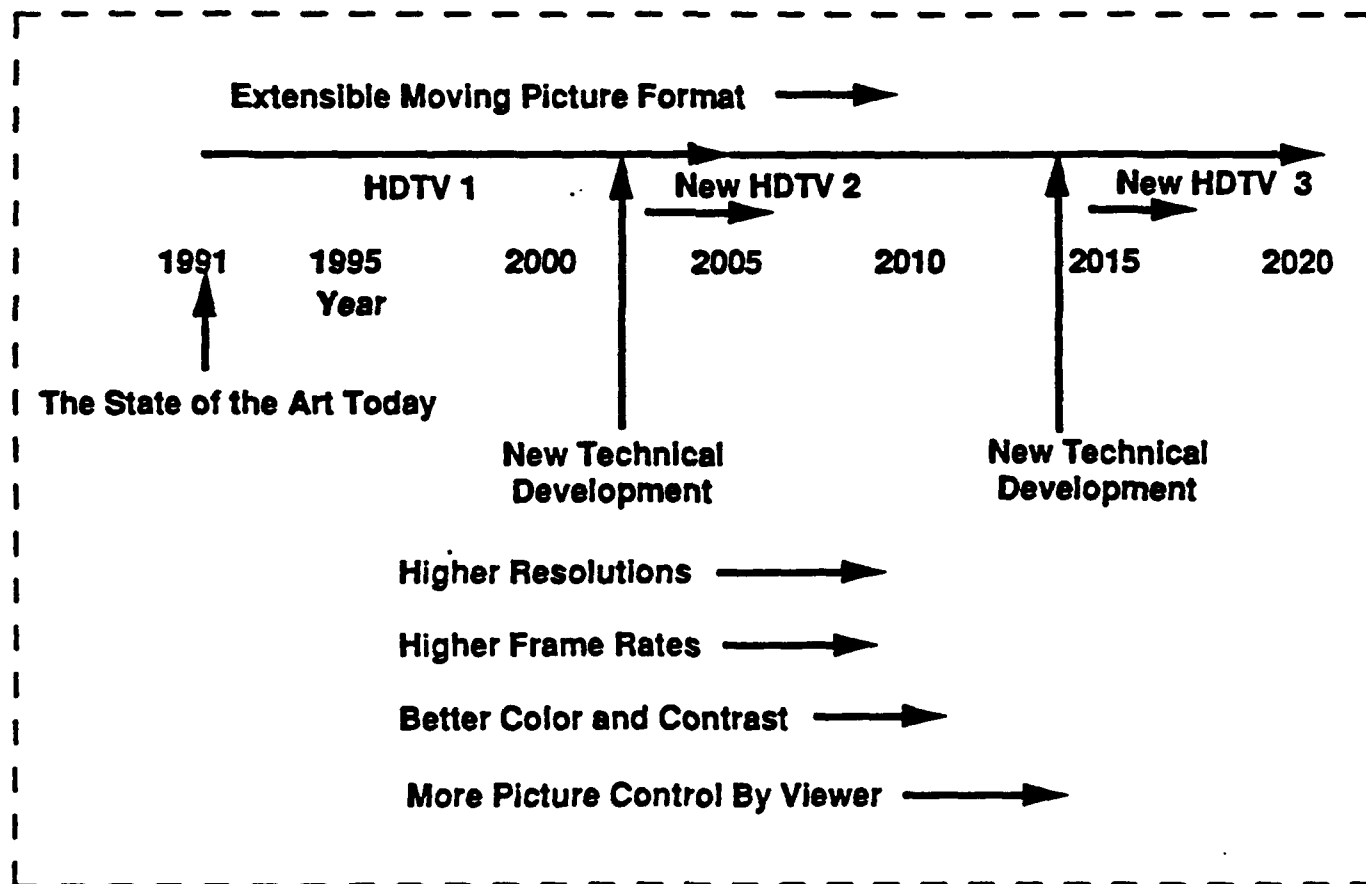 Extensible Moving Picture Format
HDTV 1
New HDTV 2
New HDTV 3
1991 1995 2000 2005 2010 2015 2020
Year
The State of the Art Today
New Technical
Development
New Technical
Development
Higher Resolutions
Higher Frame Rates
Better Color and Contrast
More Picture Control By Viewer